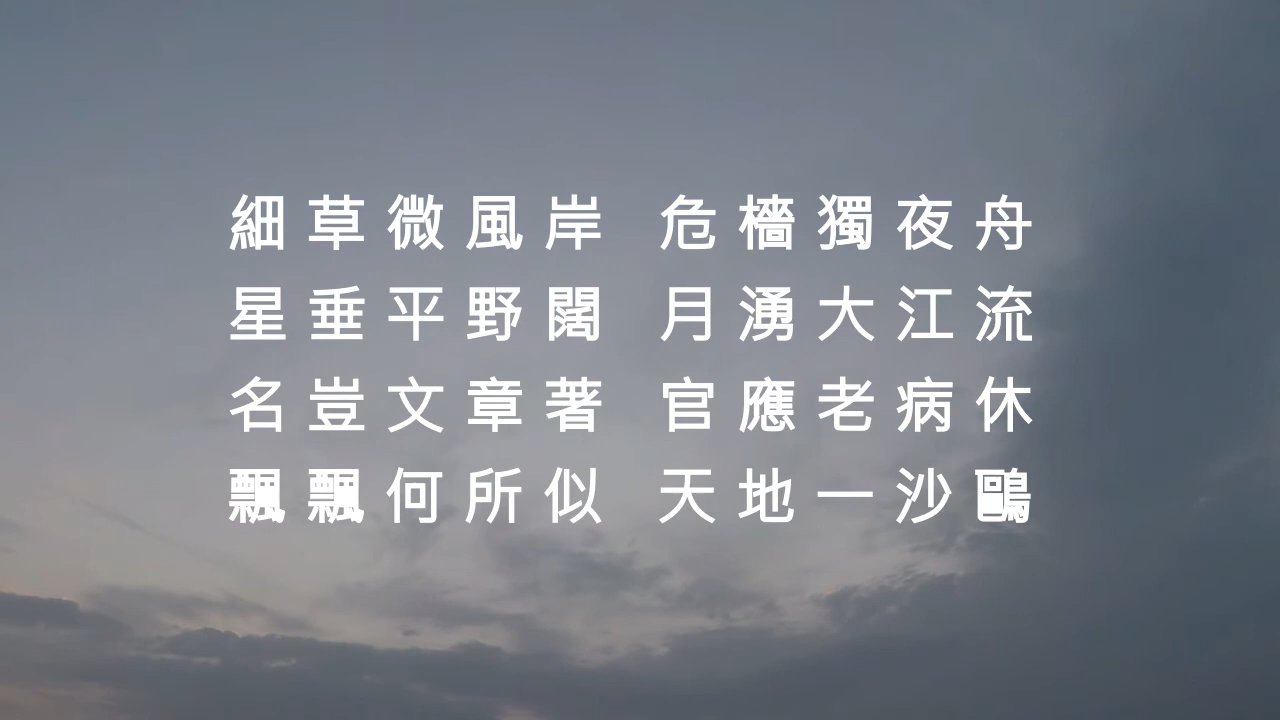 細草微風岸 危檣獨夜舟
星垂平野闊 月湧大江流
名豈文章著 官應老病休
飄飄何所似 天地一沙鷗